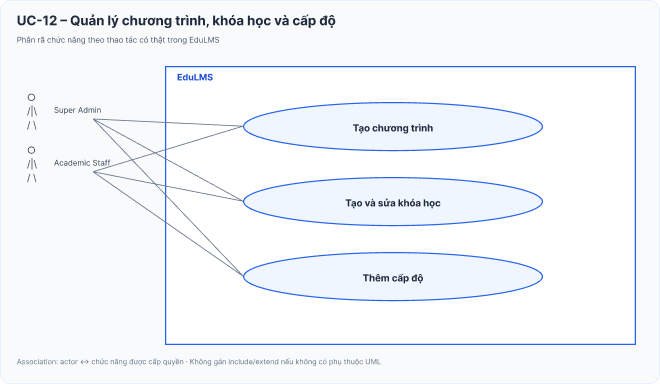 UC-12 – Quản lý chương trình, khóa học và cấp độ
Phân rã chức năng theo thao tác có thật trong EduLMS
EduLMS
Super Admin
Tạo chương trình
Academic Staff
Tạo và sửa khóa học
Thêm cấp độ
Association: actor ↔ chức năng được cấp quyền · Không gán include/extend nếu không có phụ thuộc UML